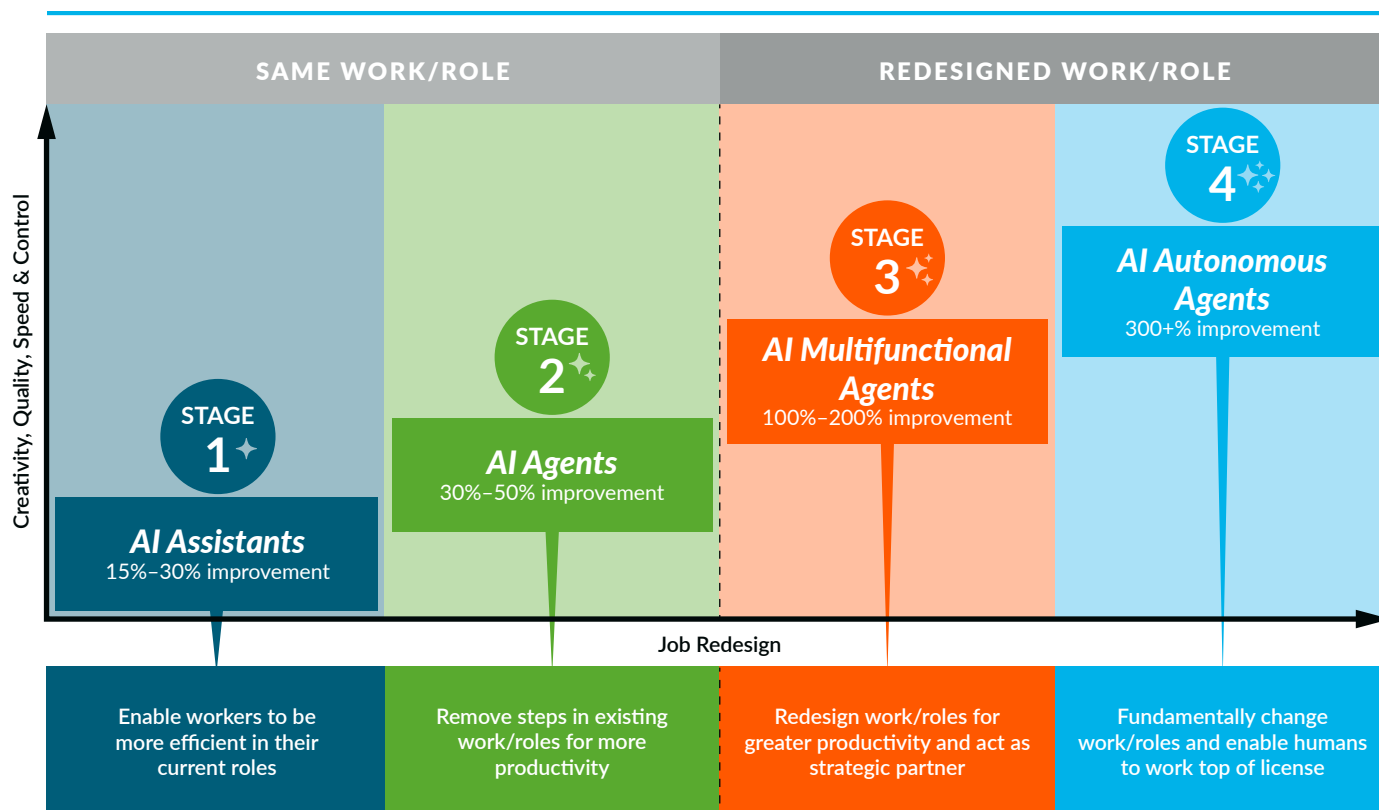 SAME WORK/ROLE
REDESIGNED WORK/ROLE
Creativity, Quality, Speed & Control
STAGE
1
AI Assistants
15%–30% improvement
STAGE
2
AI Agents
30%–50% improvement
STAGE
3
AI Multifunctional
Agents
100%–200% improvement
STAGE
4
AI Autonomous
Agents
300+% improvement
Job Redesign
Enable workers to be
more efficient in their
current roles
Remove steps in existing
work/roles for more
productivity
Redesign work/roles for
greater productivity and act as
strategic partner
Fundamentally change
work/roles and enable humans
to work top of license